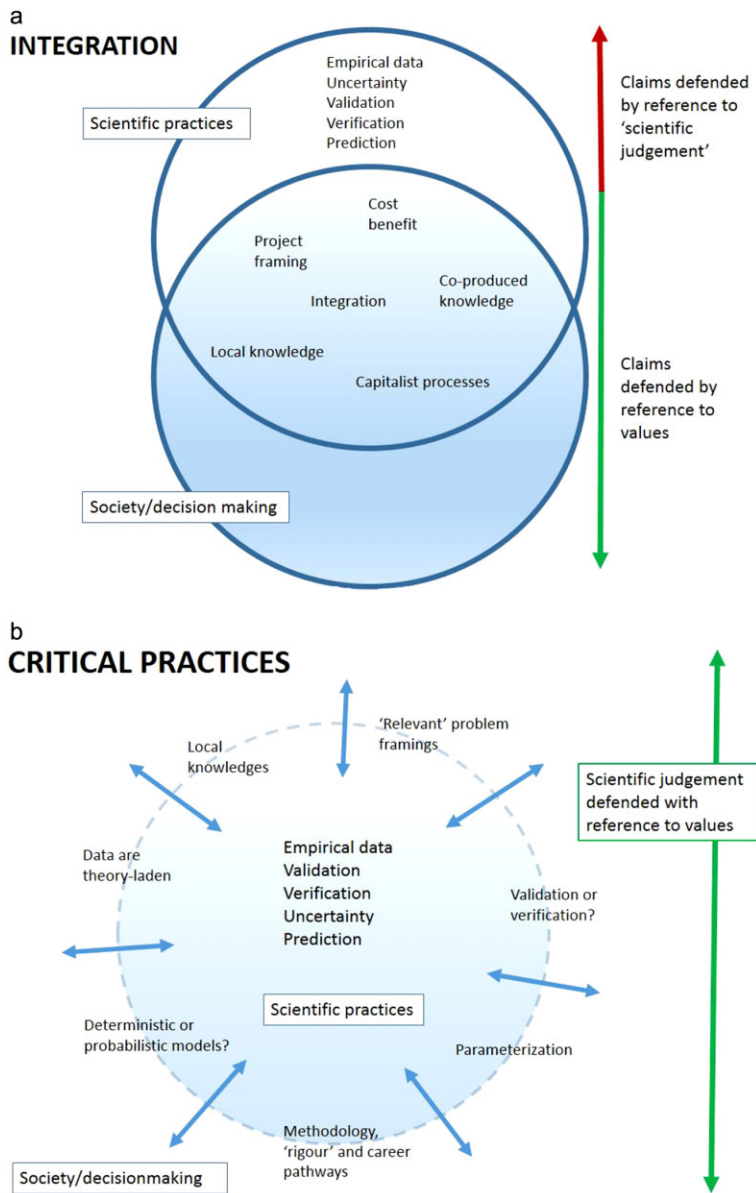 a
INTEGRATION
Empirical data
Uncertainty
Validation
Verification
Prediction
Scientific practices
Claims defended
by reference to
‘scientific
judgement’
Cost
benefit
Project
framing
Co-produced
knowledge
Integration
Local knowledge
Capitalist processes
Claims
defended by
reference to
values
Society/decision making
b
CRITICAL PRACTICES
‘Relevant’ problem
framings
Local
knowledges
Scientific judgement
defended with
reference to values
Empirical data
Validation
Verification
Uncertainty
Prediction
Data are
theory-laden
Validation or
verification?
Scientific practices
Deterministic or
probabilistic models?
Parameterization
Methodology,
‘rigour’ and career
pathways
Society/decisionmaking